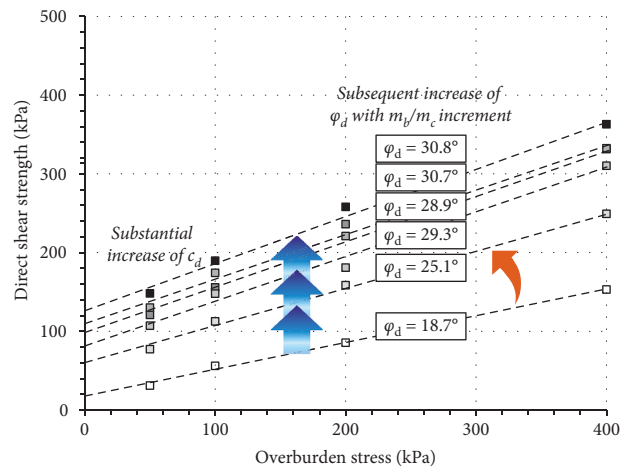 500
400
300
200
100
0
Direct shear strength (kPa)
Subsequent increase of
φd with mb/mc increment
φd = 30.8°
φd = 30.7°
φd = 28.9°
φd = 29.3°
φd = 25.1°
φd = 18.7°
Substantial
increase of cd
0 100 200 300 400
Overburden stress (kPa)